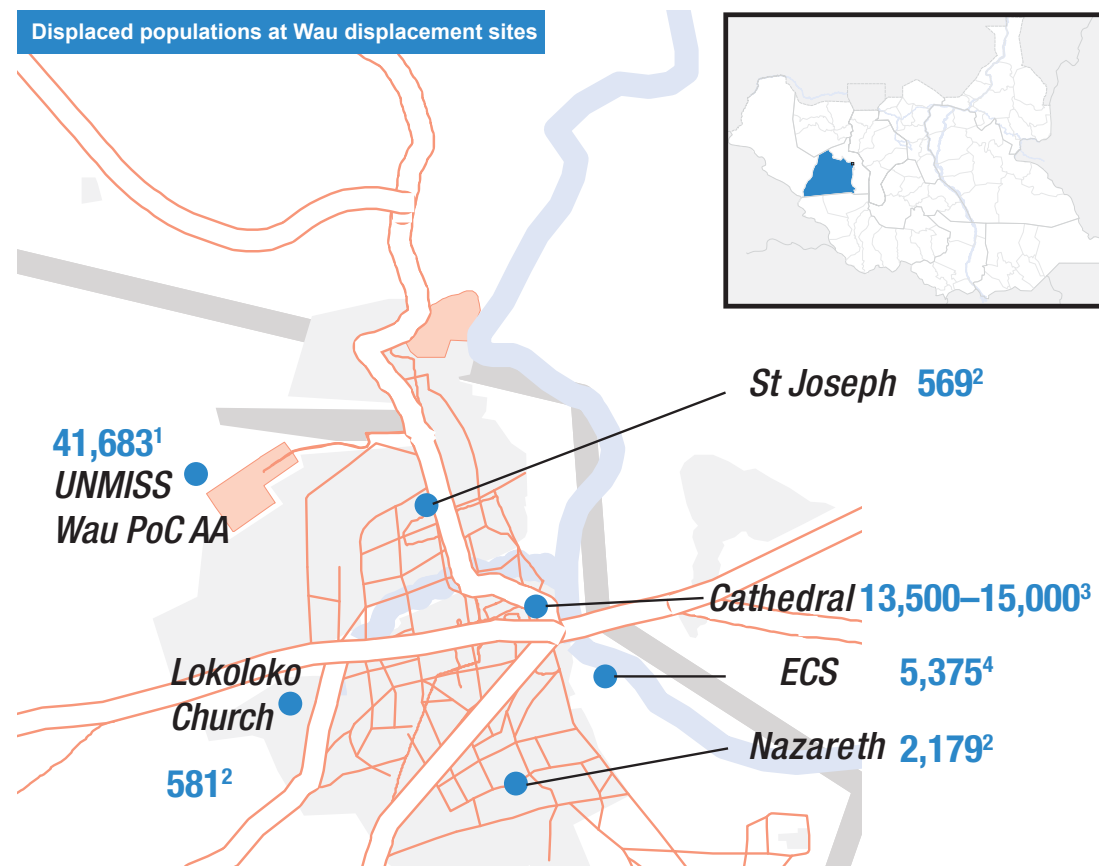 Displaced populations at Wau displacement sites
St Joseph 569²
41,683¹
UNMISS
Wau PoC AA
Cathedral 13,500–15,000³
ECS 5,375⁴
Lokoloko
Church
581²
Nazareth 2,179²